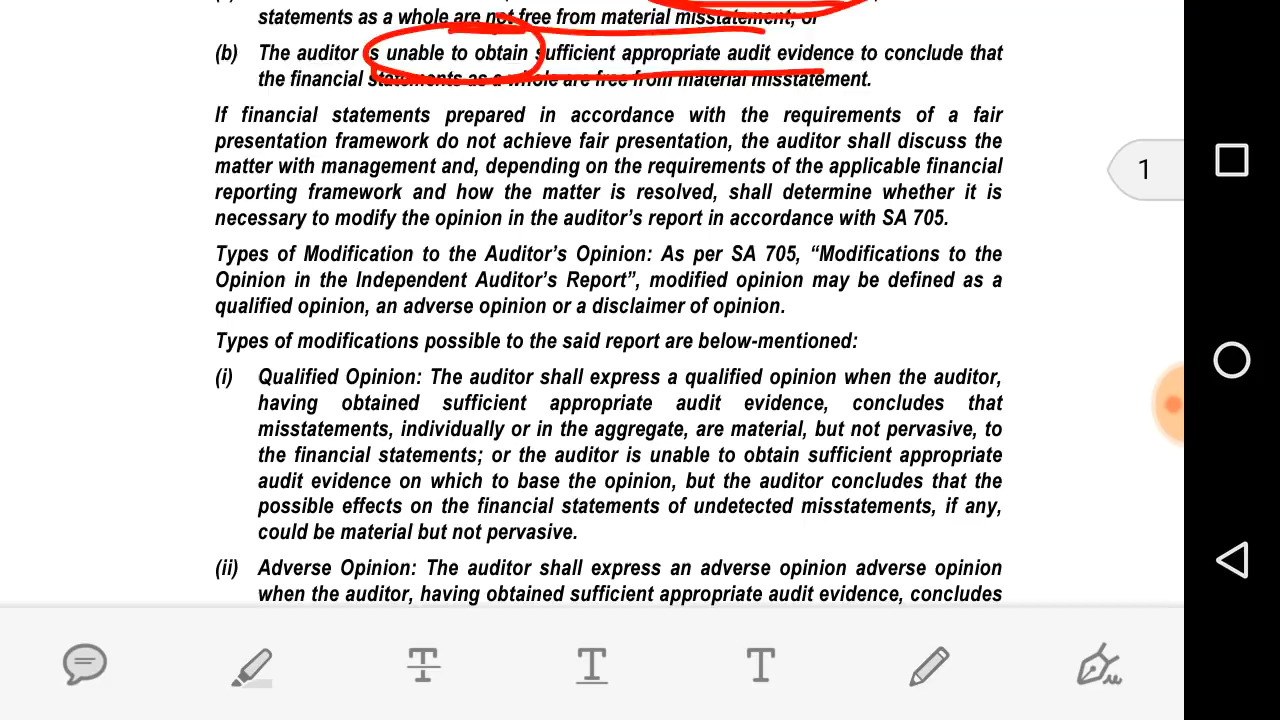 statements as a whole are not free from material misstatement; or
(b) The auditor is unable to obtain sufficient appropriate audit evidence to conclude that
the financial statements as a whole are free from material misstatement.
If financial statements prepared in accordance with the requirements of a fair
presentation framework do not achieve fair presentation, the auditor shall discuss the
matter with management and, depending on the requirements of the applicable financial
reporting framework and how the matter is resolved, shall determine whether it is
necessary to modify the opinion in the auditor's report in accordance with SA 705.
Types of Modification to the Auditor's Opinion: As per SA 705, “Modifications to the
Opinion in the Independent Auditor's Report”, modified opinion may be defined as a
qualified opinion, an adverse opinion or a disclaimer of opinion.
Types of modifications possible to the said report are below-mentioned:
(i) Qualified Opinion: The auditor shall express a qualified opinion when the auditor,
having obtained sufficient appropriate audit evidence, concludes that
misstatements, individually or in the aggregate, are material, but not pervasive, to
the financial statements; or the auditor is unable to obtain sufficient appropriate
audit evidence on which to base the opinion, but the auditor concludes that the
possible effects on the financial statements of undetected misstatements, if any,
could be material but not pervasive.
(ii) Adverse Opinion: The auditor shall express an adverse opinion adverse opinion
when the auditor, having obtained sufficient appropriate audit evidence, concludes
1
T T T